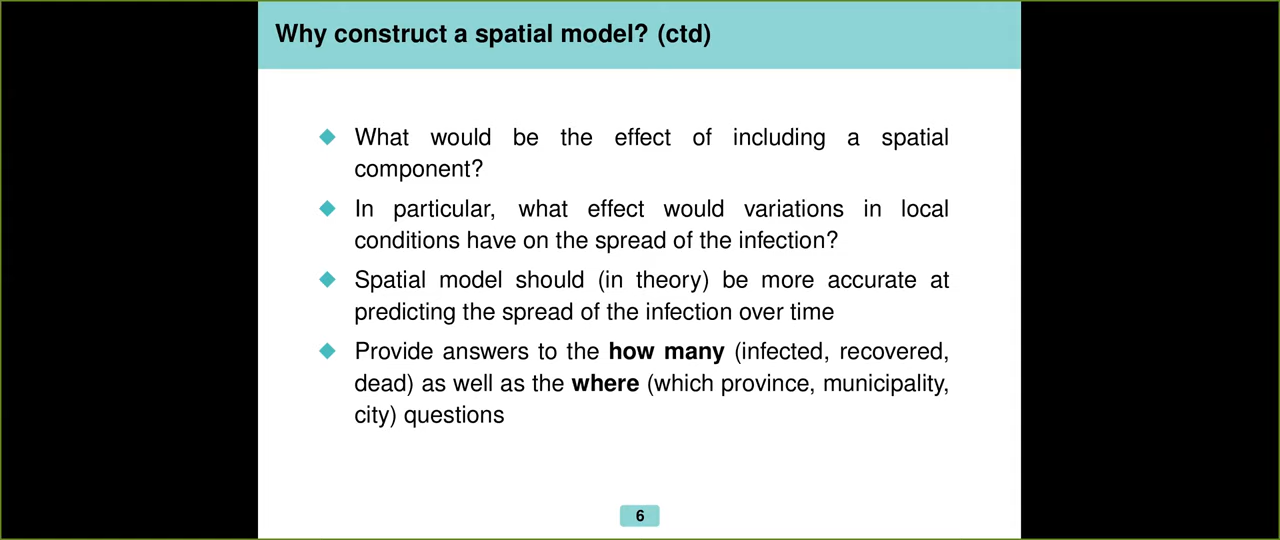 Why construct a spatial model? (ctd)
What would be the effect of including a spatial
component?
In particular, what effect would variations in local
conditions have on the spread of the infection?
Spatial model should (in theory) be more accurate at
predicting the spread of the infection over time
Provide answers to the how many (infected, recovered,
dead) as well as the where (which province, municipality,
city) questions
6